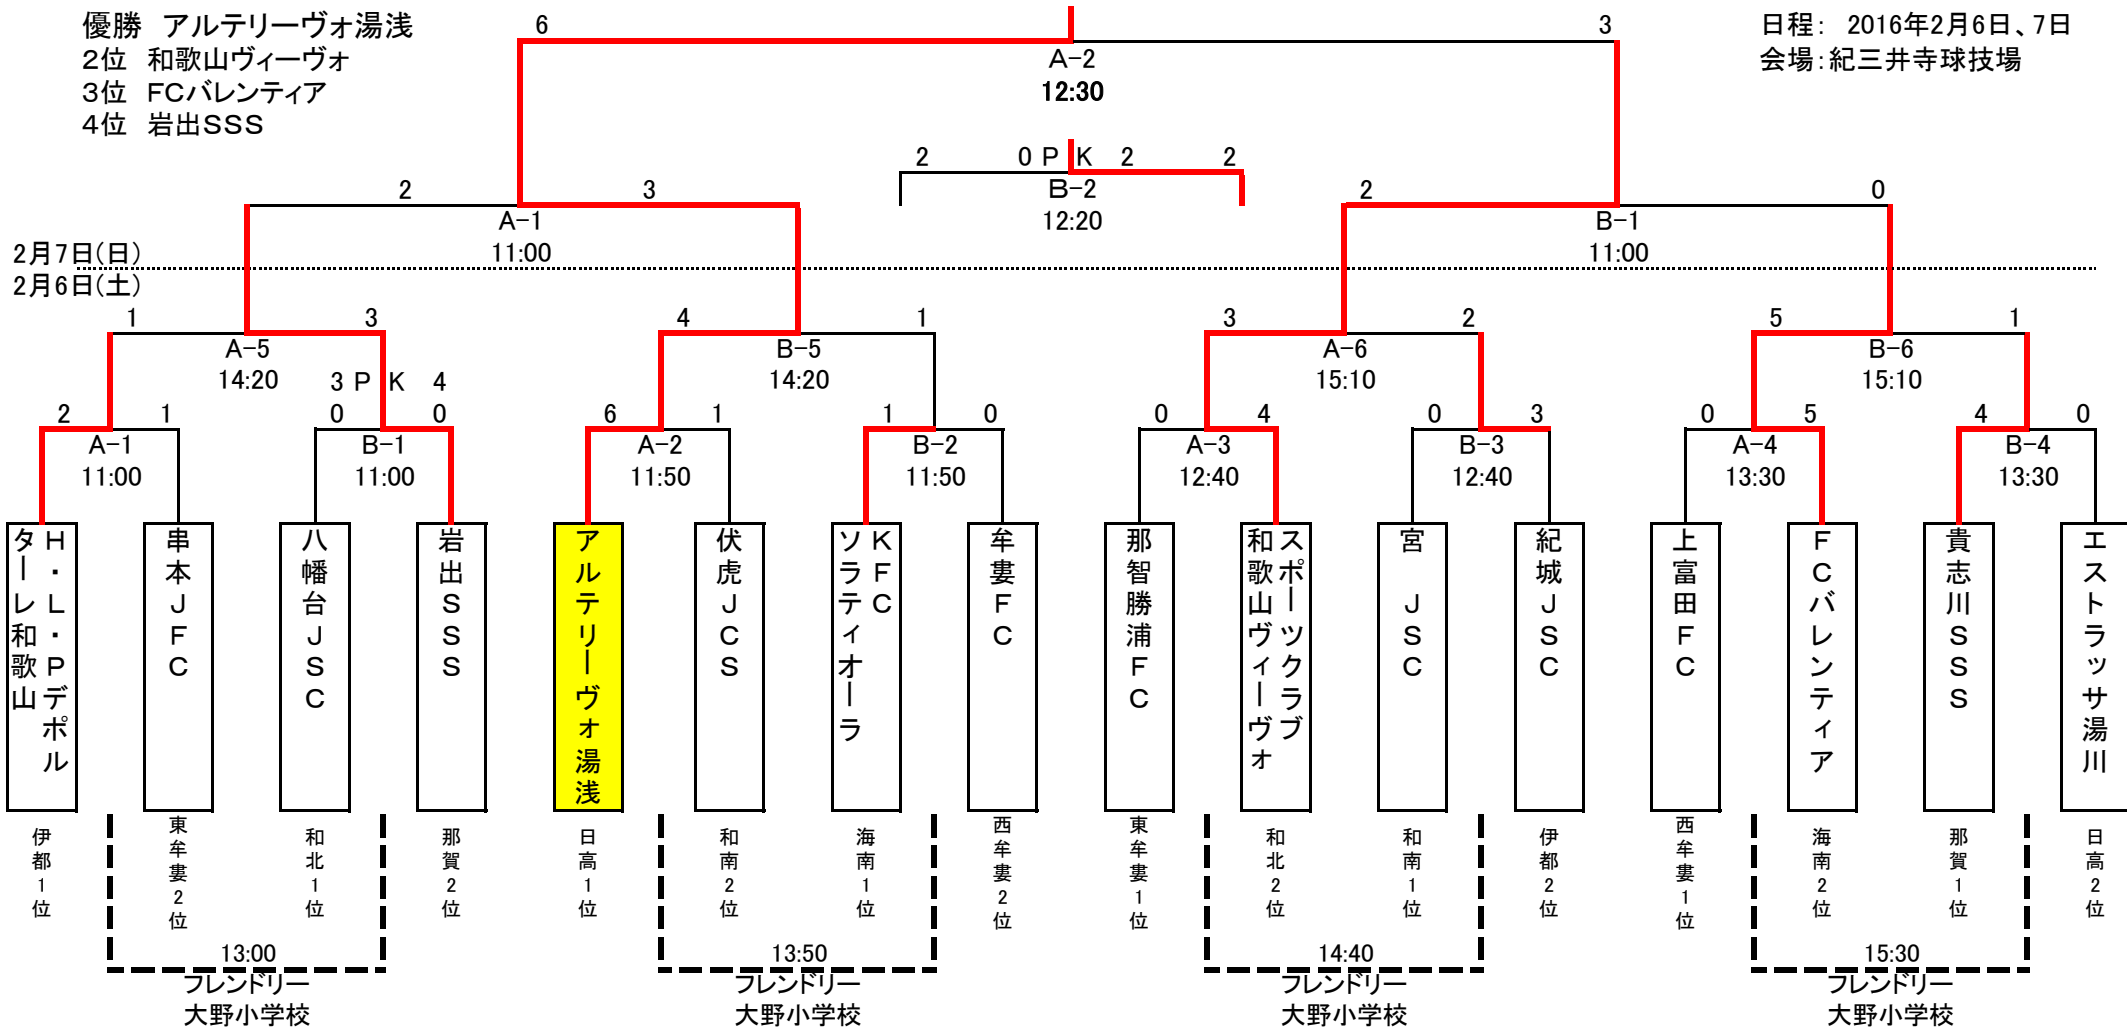 優勝 アルテリーヴォ湯浅
2位 和歌山ヴィーヴォ
3位 FCバレンティア
4位 岩出SSS
日程: 2016年2月6日、7日
会場:紀三井寺球技場
6 3
A-2
12:30
2 0 P K 2 2
B-2
12:20
2 3
A-1
11:00
2 0
B-1
11:00
2月7日(日)
2月6日(土)
1 3
A-5
14:20
4 1
B-5
14:20
3 2
A-6
15:10
5 1
B-6
15:10
3 P K 4
2 1
A-1
11:00
0 0
B-1
11:00
6 1
A-2
11:50
1 0
B-2
11:50
0 4
A-3
12:40
0 3
B-3
12:40
0 5
A-4
13:30
4 0
B-4
13:30
H・L・Pデポル
ターレ和歌山
串本JFC
八幡台JSC
岩出SSS
アルテリーヴォ湯浅
伏虎JCS
KFC
ソラティオーラ
牟婁FC
那智勝浦FC
スポーツクラブ
和歌山ヴィーヴォ
宮 JSC
紀城JSC
上富田FC
FCバレンティア
貴志川SSS
エストラッサ湯川
伊都1位
東牟婁2位
和北1位
那賀2位
日高1位
和南2位
海南1位
西牟婁2位
東牟婁1位
和北2位
和南1位
伊都2位
西牟婁1位
海南2位
那賀1位
日高2位
13:00
フレンドリー
大野小学校
13:50
フレンドリー
大野小学校
14:40
フレンドリー
大野小学校
15:30
フレンドリー
大野小学校